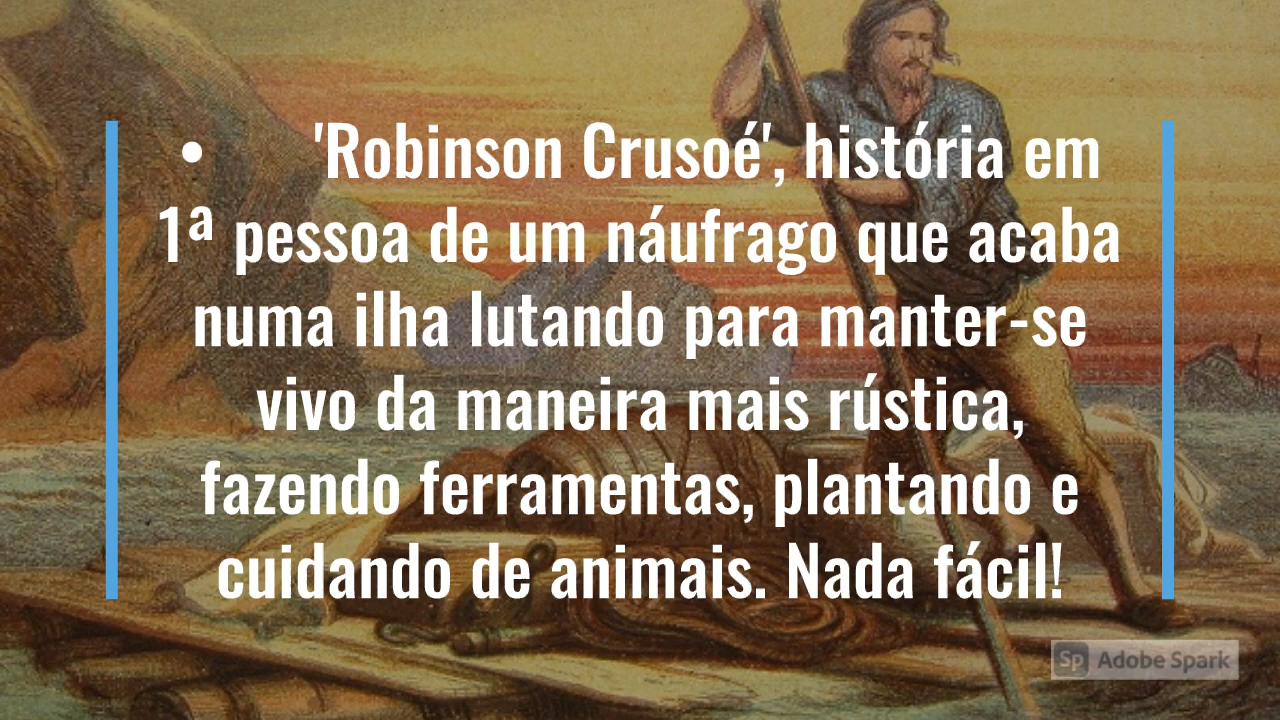 • 'Robinson Crusoé', história em
1ª pessoa de um náufrago que acaba
numa ilha lutando para manter-se
vivo da maneira mais rústica,
fazendo ferramentas, plantando e
cuidando de animais. Nada fácil!
Sp Adobe Spark